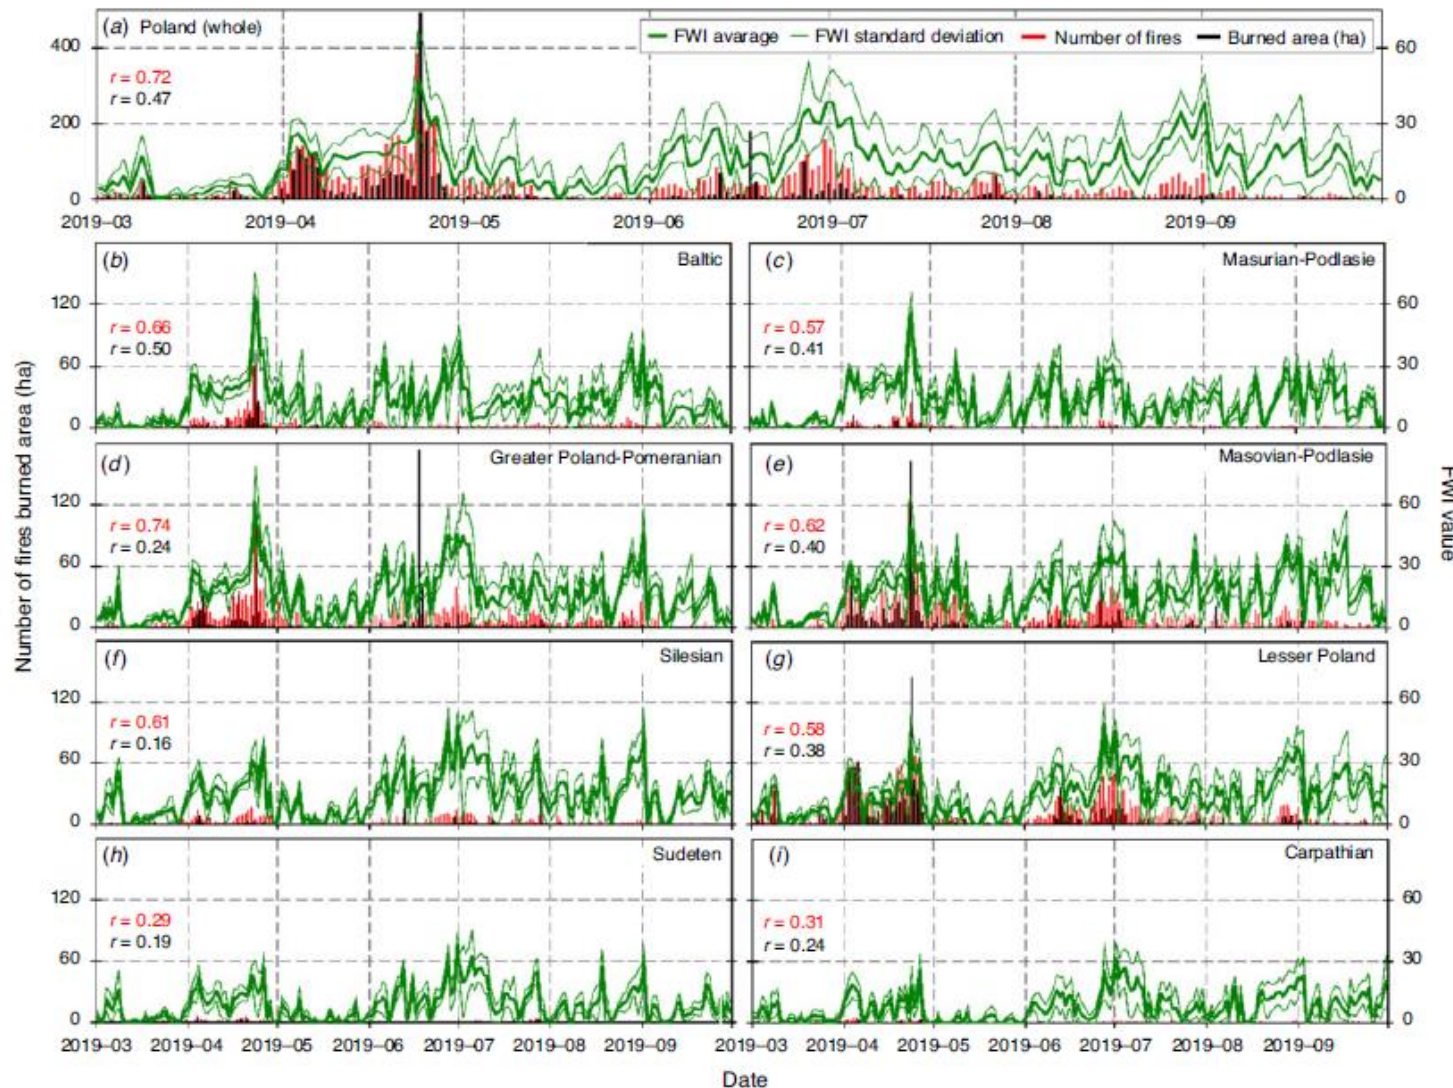 (a) Poland (whole)
FWI avarage FWI standard deviation Number of fires Burned area (ha)
r = 0.72
r = 0.47
400
200
0
60
30
0
2019–03 2019–04 2019–05 2019–06 2019–07 2019–08 2019–09
(b) Baltic
r = 0.66
r = 0.50
120
60
0
(c) Masurian-Podlasie
r = 0.57
r = 0.41
60
30
0
(d) Greater Poland-Pomeranian
r = 0.74
r = 0.24
120
60
0
(e) Masovian-Podlasie
r = 0.62
r = 0.40
60
30
0
(f) Silesian
r = 0.61
r = 0.16
120
60
0
(g) Lesser Poland
r = 0.58
r = 0.38
60
30
0
(h) Sudeten
r = 0.29
r = 0.19
120
60
0
(i) Carpathian
r = 0.31
r = 0.24
60
30
0
2019–03 2019–04 2019–05 2019–06 2019–07 2019–08 2019–09
2019–03 2019–04 2019–05 2019–06 2019–07 2019–08 2019–09
Number of fires burned area (ha)
FWI value
Date